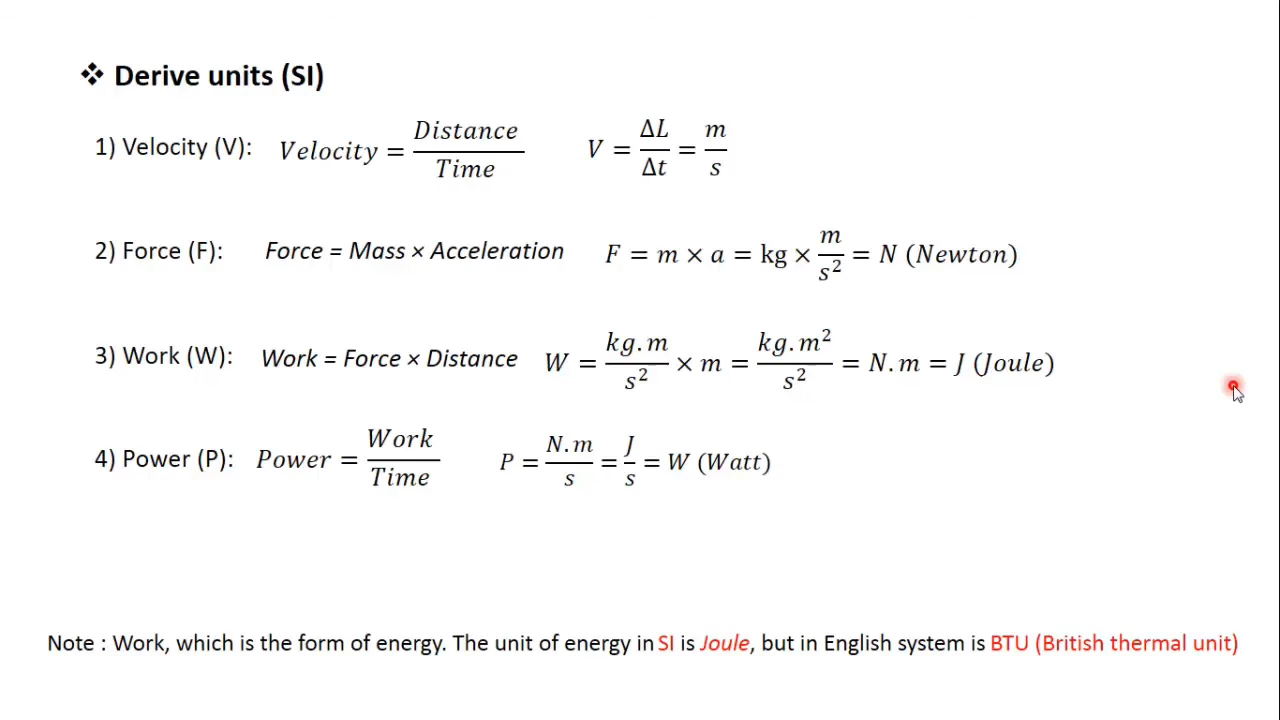 ❖ Derive units (SI)
1) Velocity (V): Velocity = Distance / Time V = ΔL / Δt = m / s
2) Force (F): Force = Mass × Acceleration F = m × a = kg × m / s² = N (Newton)
3) Work (W): Work = Force × Distance W = kg.m / s² × m = kg.m² / s² = N.m = J (Joule)
4) Power (P): Power = Work / Time P = N.m / s = J / s = W (Watt)
Note : Work, which is the form of energy. The unit of energy in SI is Joule, but in English system is BTU (British thermal unit)